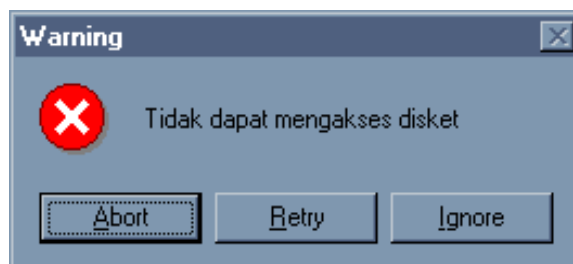 Warning
Tidak dapat mengakses disket
Abort Retry Ignore